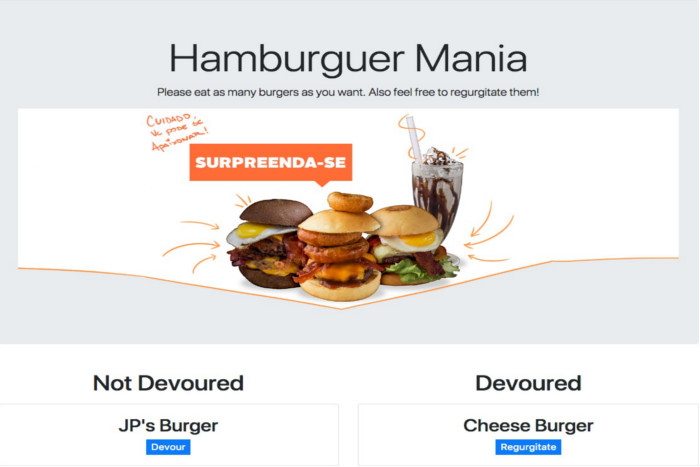 Hamburguer Mania
Please eat as many burgers as you want. Also feel free to regurgitate them!
CUIDADO,
VC PODE SE
APAIXONAR!
SURPREENDA-SE
Not Devoured
Devoured
JP's Burger
Devour
Cheese Burger
Regurgitate